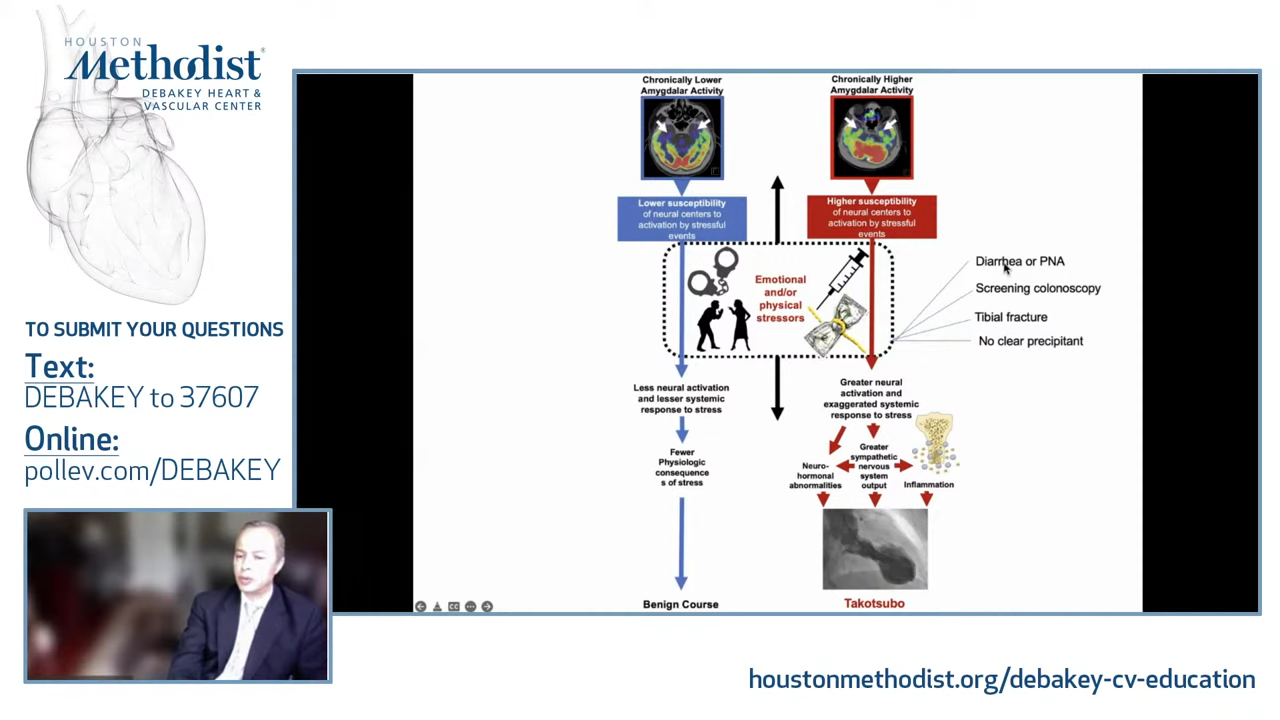 HOUSTON
Methodist®
DEBAKEY HEART &
VASCULAR CENTER
TO SUBMIT YOUR QUESTIONS
Text:
DEBAKEY to 37607
Online:
pollev.com/DEBAKEY
Chronically Lower
Amygdalar Activity
Chronically Higher
Amygdalar Activity
Lower susceptibility
of neural centers to
activation by stressful
events
Higher susceptibility
of neural centers to
activation by stressful
events
Emotional
and/or
physical
stressors
Diarrhea or PNA
Screening colonoscopy
Tibial fracture
No clear precipitant
Less neural activation
and lesser systemic
response to stress
Greater neural
activation and
exaggerated systemic
response to stress
Fewer
Physiologic
consequence
s of stress
Neuro-
hormonal
abnormalities
Greater
sympathetic
nervous
system
output
Inflammation
Benign Course
Takotsubo
houstonmethodist.org/debakey-cv-education